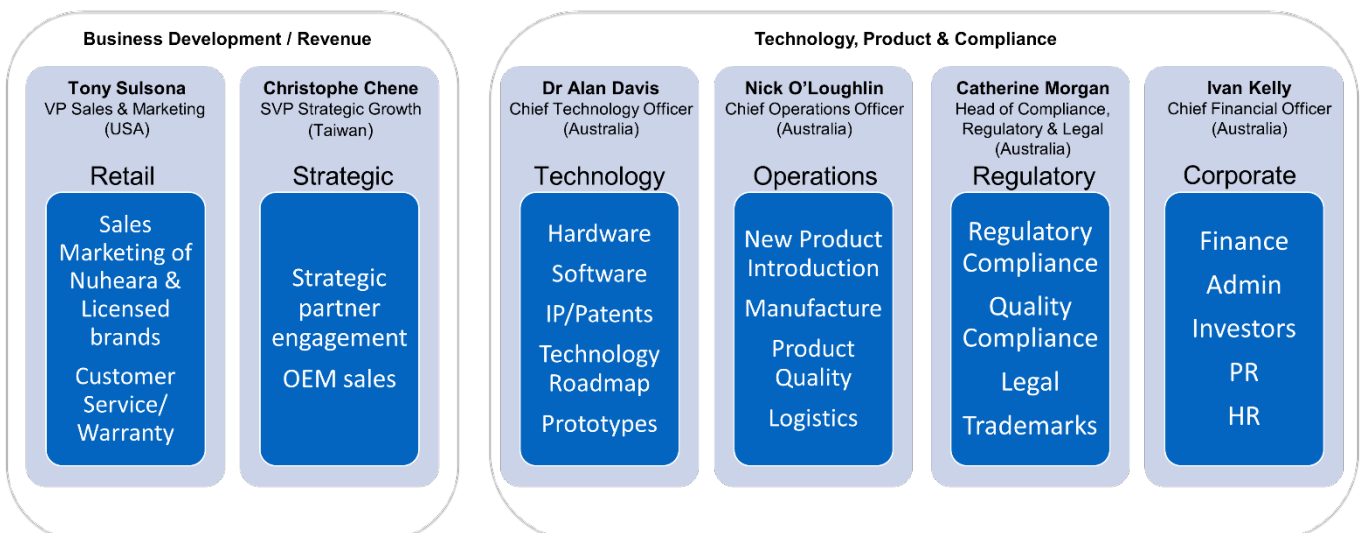 Business Development / Revenue
Tony Sulsona
VP Sales & Marketing
(USA)
Retail
Sales
Marketing of
Nuheara &
Licensed
brands
Customer
Service/
Warranty
Christophe Chene
SVP Strategic Growth
(Taiwan)
Strategic
Strategic
partner
engagement
OEM sales
Technology, Product & Compliance
Dr Alan Davis
Chief Technology Officer
(Australia)
Technology
Hardware
Software
IP/Patents
Technology
Roadmap
Prototypes
Nick O’Loughlin
Chief Operations Officer
(Australia)
Operations
New Product
Introduction
Manufacture
Product
Quality
Logistics
Catherine Morgan
Head of Compliance,
Regulatory & Legal
(Australia)
Regulatory
Regulatory
Compliance
Quality
Compliance
Legal
Trademarks
Ivan Kelly
Chief Financial Officer
(Australia)
Corporate
Finance
Admin
Investors
PR
HR